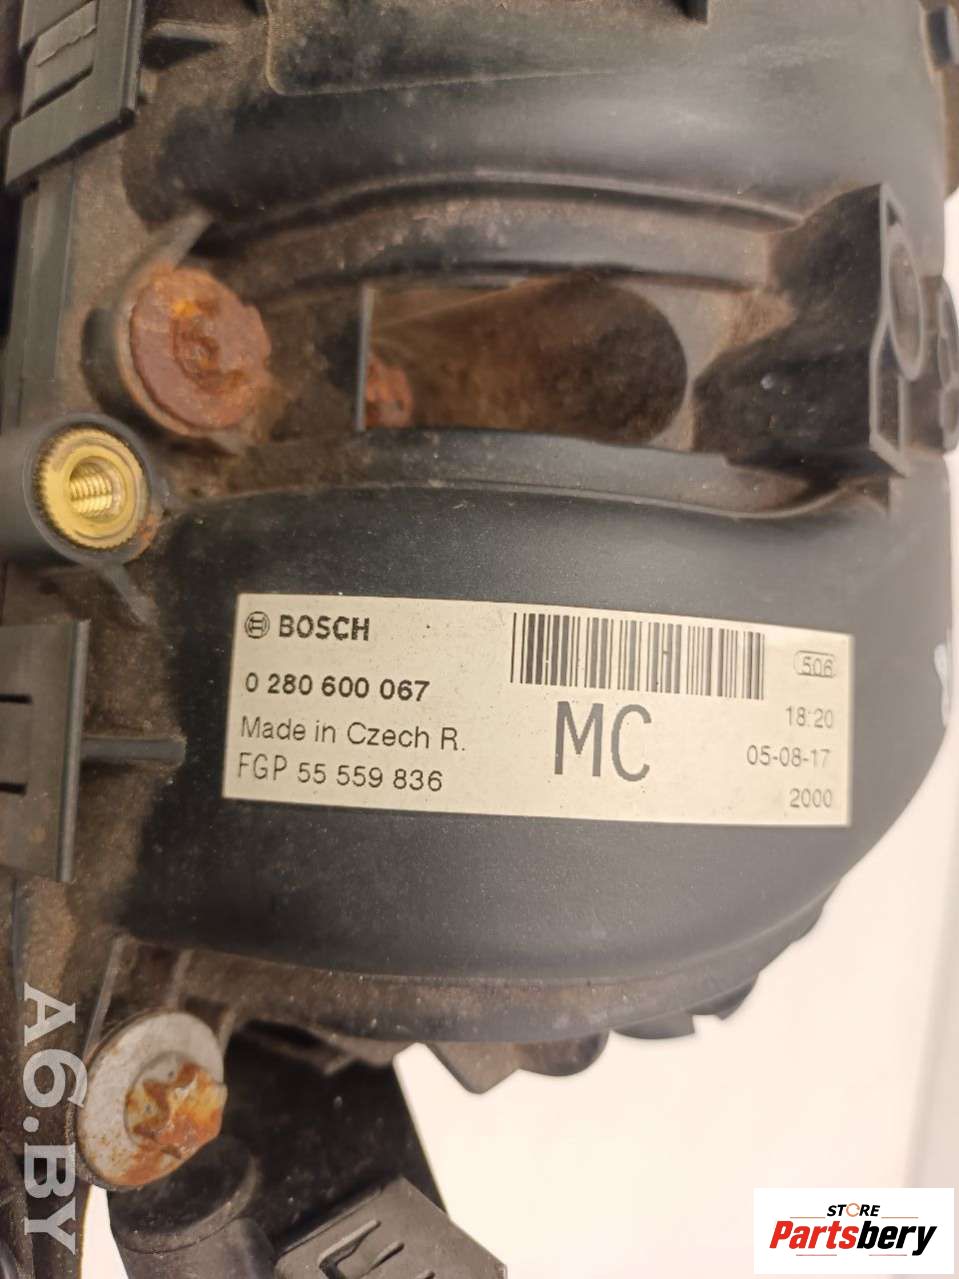 BOSCH
0 280 600 067
Made in Czech R.
FGP 55 559 836
MC
506
18:20
05-08-17
2000
A6.BY
STORE
Partsbery